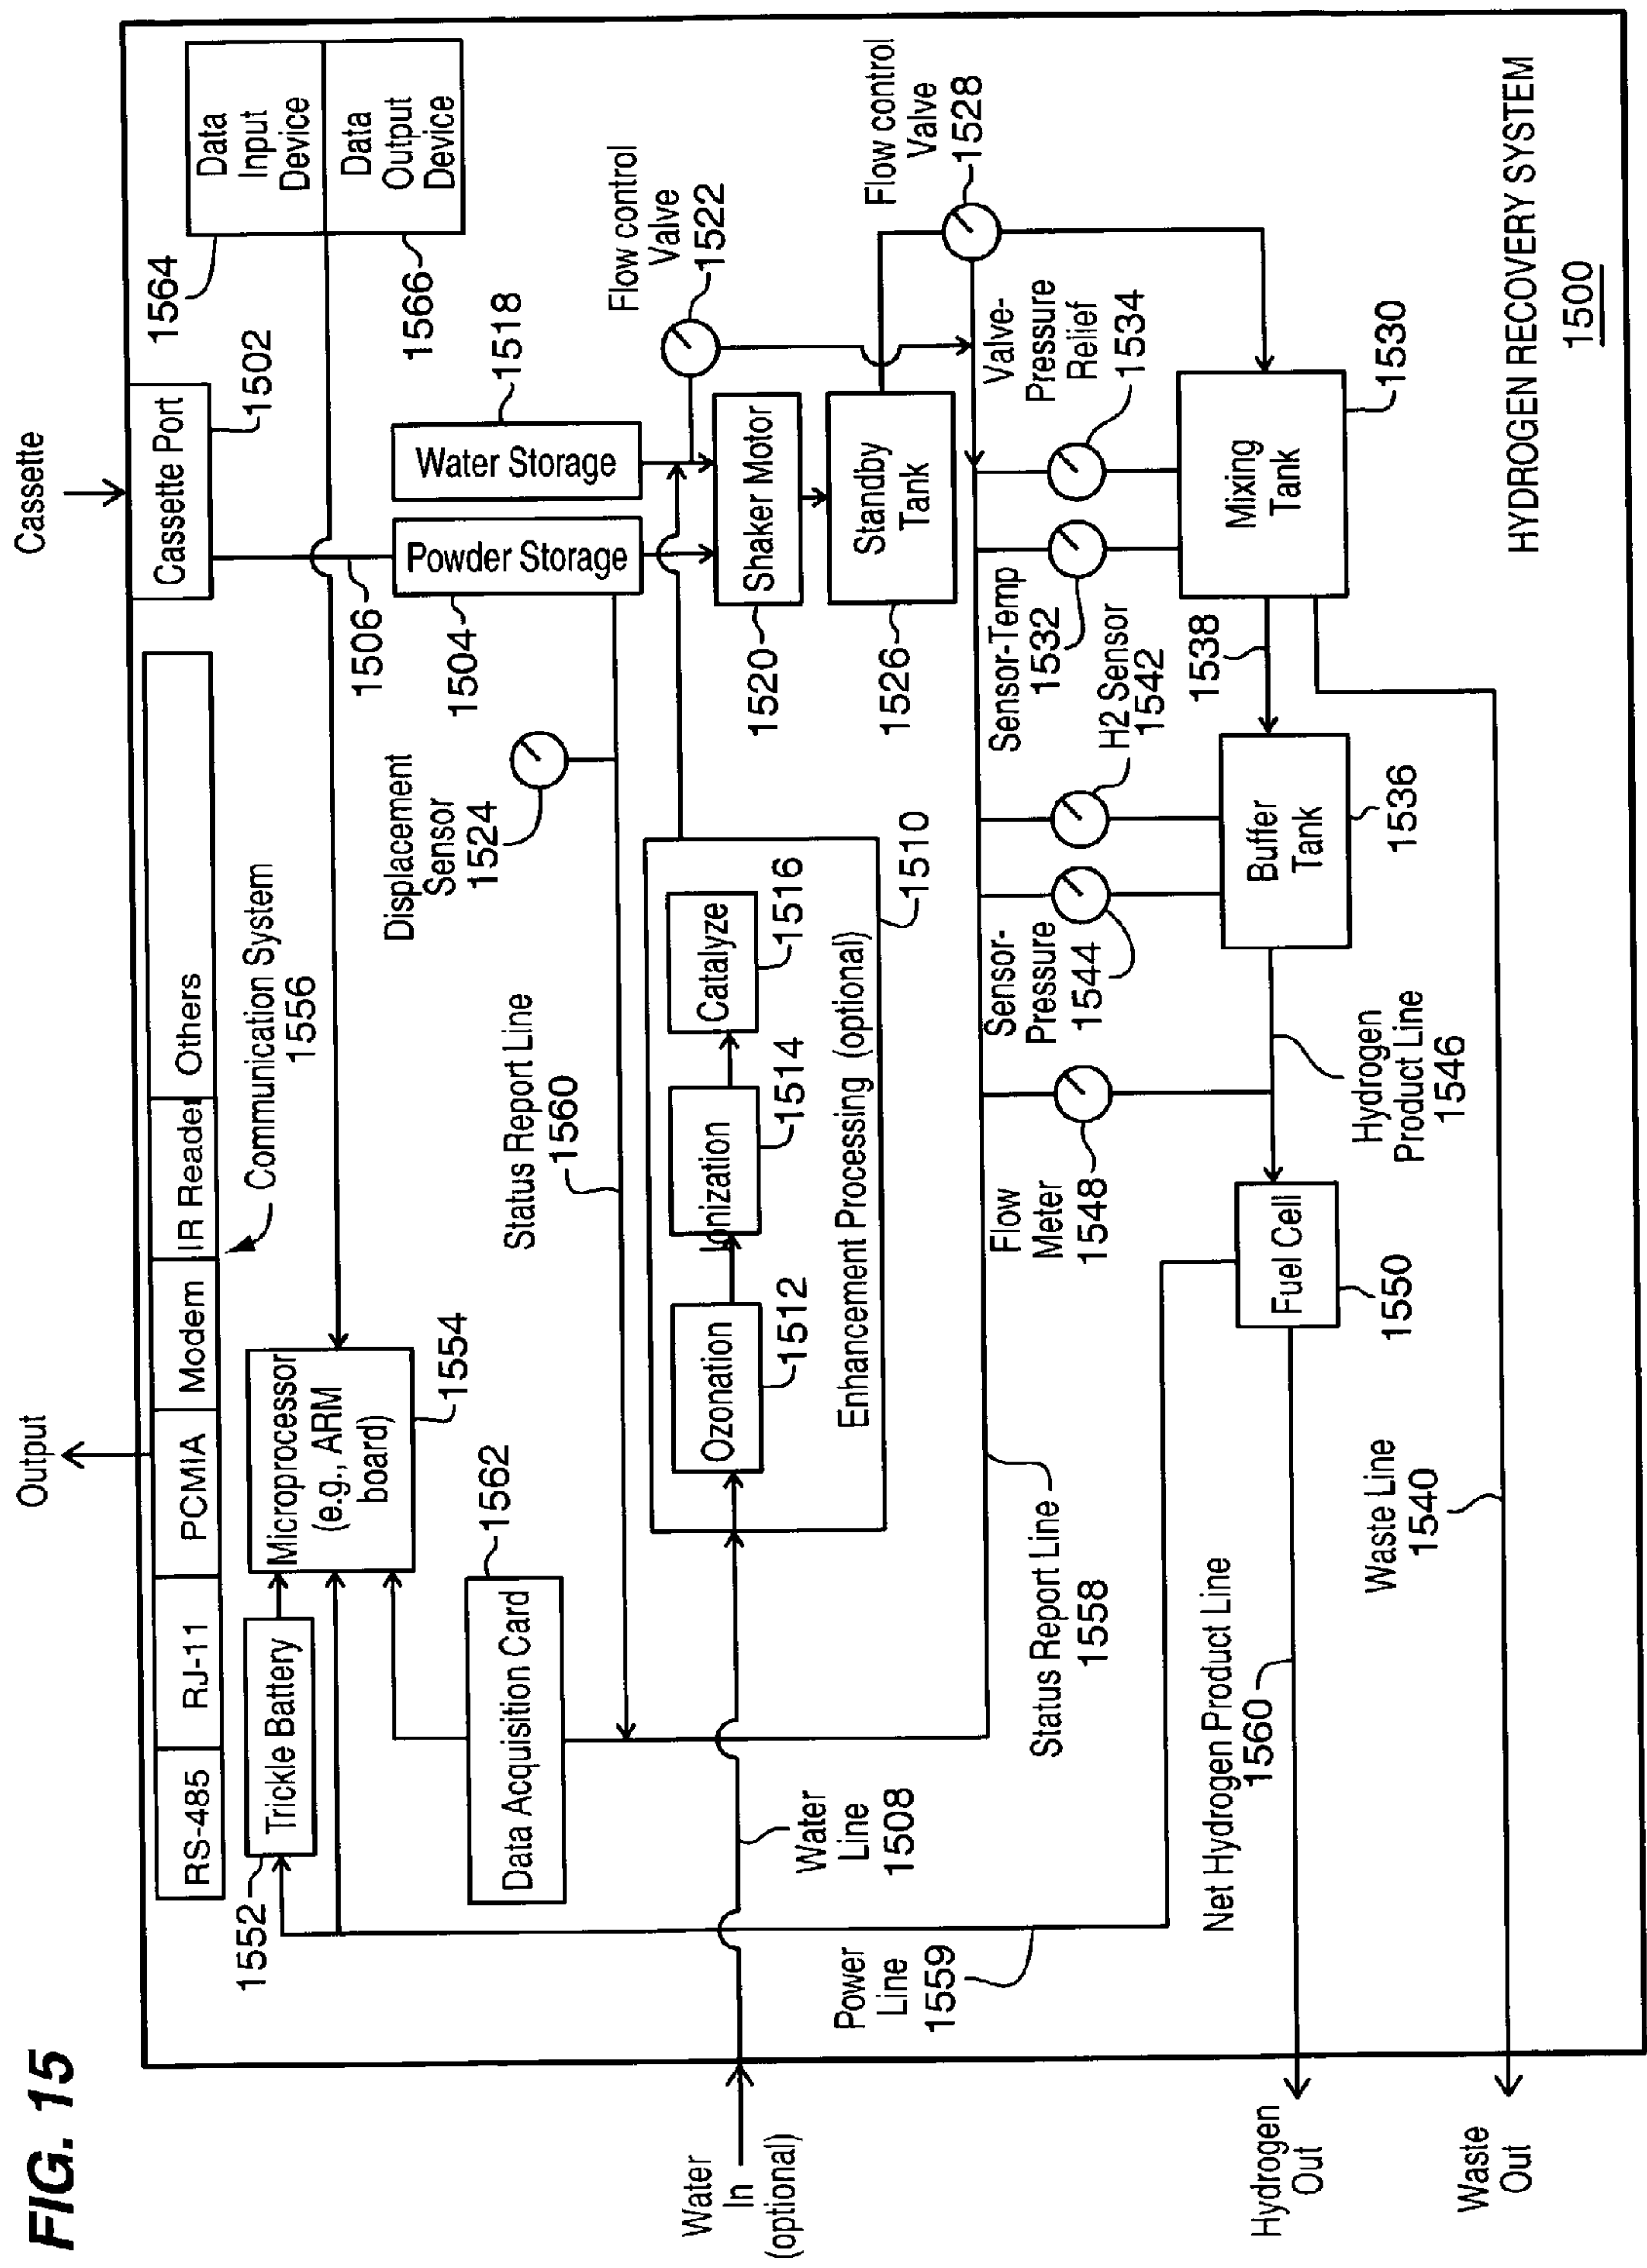 FIG. 15
Cassette
Output
Cassette Port
1502
RS-485
RJ-11
PCMIA
Modem
IR Reader
Others
Communication System
1556
Data
Input
Device
1564
Data
Output
Device
1566
Trickle Battery
1552
Microprocessor
(e.g., ARM
board)
1554
1506
Powder Storage
1504
Water Storage
1518
Flow control
Valve
1522
Data Acquisition Card
1562
Status Report Line
1560
Displacement
Sensor
1524
Shaker Motor
1520
Standby
Tank
1526
Flow control
Valve
1528
Water
In
(optional)
Water
Line
1508
Ozonation
1512
Ionization
1514
Catalyze
1516
Enhancement Processing (optional)
1510
Power
Line
1559
Status Report Line
1558
Flow
Meter
1548
Sensor-
Pressure
1544
H2 Sensor
1542
Sensor-Temp
1532
Valve-
Pressure
Relief
1534
Mixing
Tank
1530
1538
Buffer
Tank
1536
Hydrogen
Product Line
1546
Fuel Cell
1550
Net Hydrogen Product Line
1560
Waste Line
1540
Hydrogen
Out
Waste
Out
HYDROGEN RECOVERY SYSTEM
1500